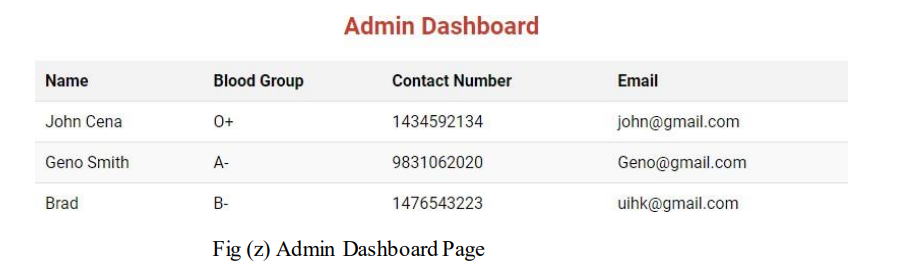 Admin Dashboard
Name Blood Group Contact Number Email
John Cena O+ 1434592134 john@gmail.com
Geno Smith A- 9831062020 Geno@gmail.com
Brad B- 1476543223 uihk@gmail.com
Fig (z) Admin Dashboard Page